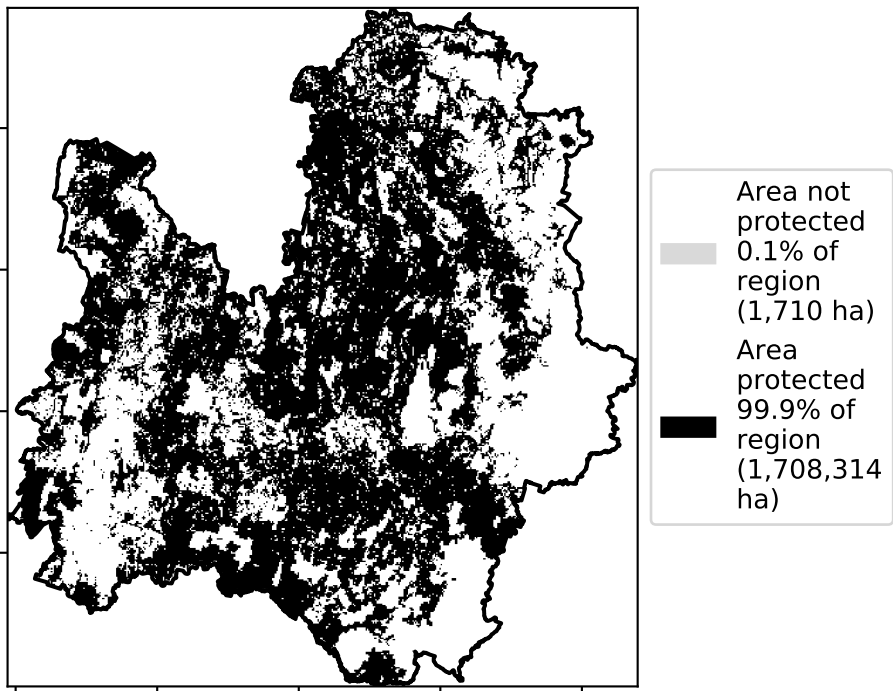 Area not
protected
0.1% of
region
(1,710 ha)
Area
protected
99.9% of
region
(1,708,314
ha)